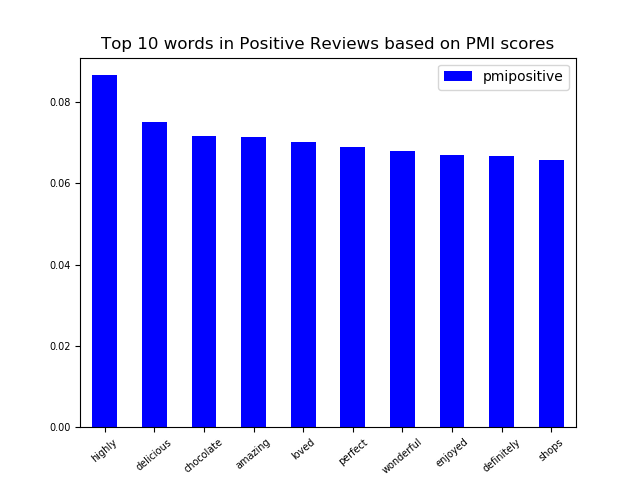 Top 10 words in Positive Reviews based on PMI scores
pmipositive
0.08
0.06
0.04
0.02
0.00
highly
delicious
chocolate
amazing
loved
perfect
wonderful
enjoyed
definitely
shops